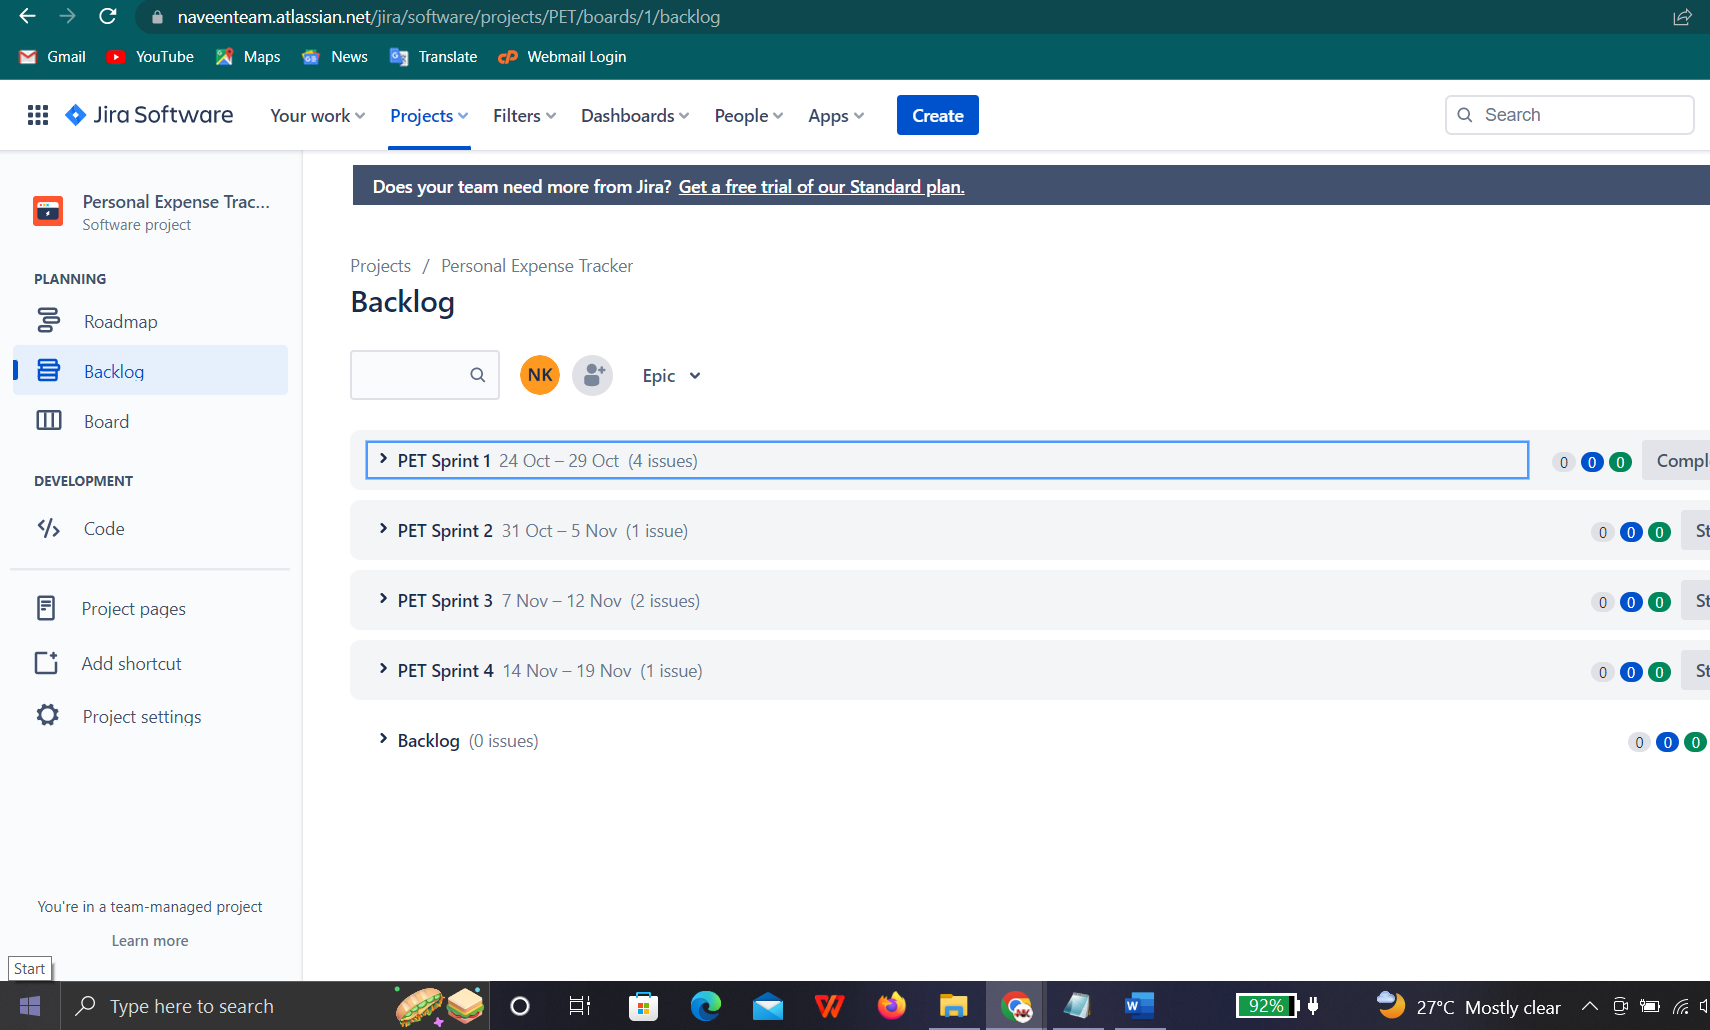 naveenteam.atlassian.net/jira/software/projects/PET/boards/1/backlog
Gmail YouTube Maps News Translate Webmail Login
Jira Software Your work Projects Filters Dashboards People Apps Create Search
Does your team need more from Jira? Get a free trial of our Standard plan.
Personal Expense Trac...
Software project
PLANNING
Roadmap
Backlog
Board
DEVELOPMENT
Code
Project pages
Add shortcut
Project settings
You're in a team-managed project
Learn more
Projects / Personal Expense Tracker
Backlog
NK Epic
PET Sprint 1 24 Oct – 29 Oct (4 issues) 0 0 0 Compl
PET Sprint 2 31 Oct – 5 Nov (1 issue) 0 0 0 St
PET Sprint 3 7 Nov – 12 Nov (2 issues) 0 0 0 St
PET Sprint 4 14 Nov – 19 Nov (1 issue) 0 0 0 St
Backlog (0 issues) 0 0 0
Start
Type here to search 92% 27°C Mostly clear